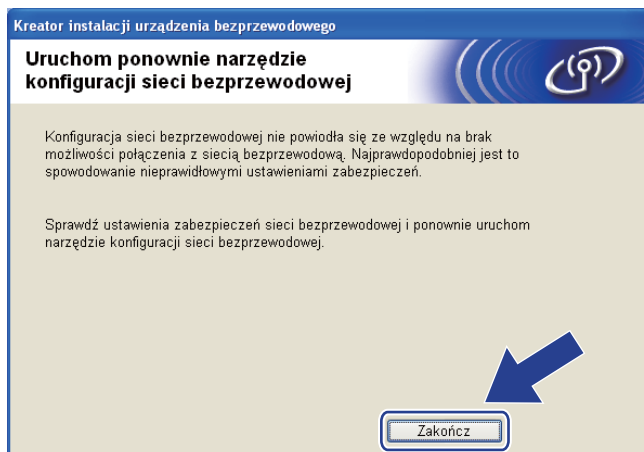 Kreator instalacji urządzenia bezprzewodowego
Uruchom ponownie narzędzie
konfiguracji sieci bezprzewodowej
Konfiguracja sieci bezprzewodowej nie powiodła się ze względu na brak
możliwości połączenia z siecią bezprzewodową. Najprawdopodobniej jest to
spowodowane nieprawidłowymi ustawieniami zabezpieczeń.
Sprawdź ustawienia zabezpieczeń sieci bezprzewodowej i ponownie uruchom
narzędzie konfiguracji sieci bezprzewodowej.
Zakończ